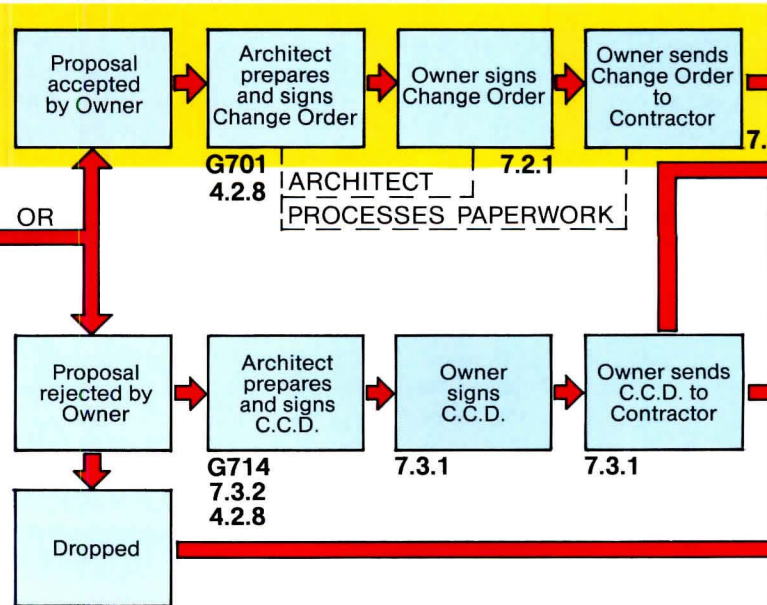 Proposal
accepted
by Owner
Architect
prepares
and signs
Change Order
Owner signs
Change Order
Owner sends
Change Order
to
Contractor
G701
4.2.8
7.2.1
7.
ARCHITECT
PROCESSES PAPERWORK
OR
Proposal
rejected by
Owner
Architect
prepares
and signs
C.C.D.
Owner
signs
C.C.D.
Owner sends
C.C.D. to
Contractor
G714
7.3.2
4.2.8
7.3.1
7.3.1
Dropped